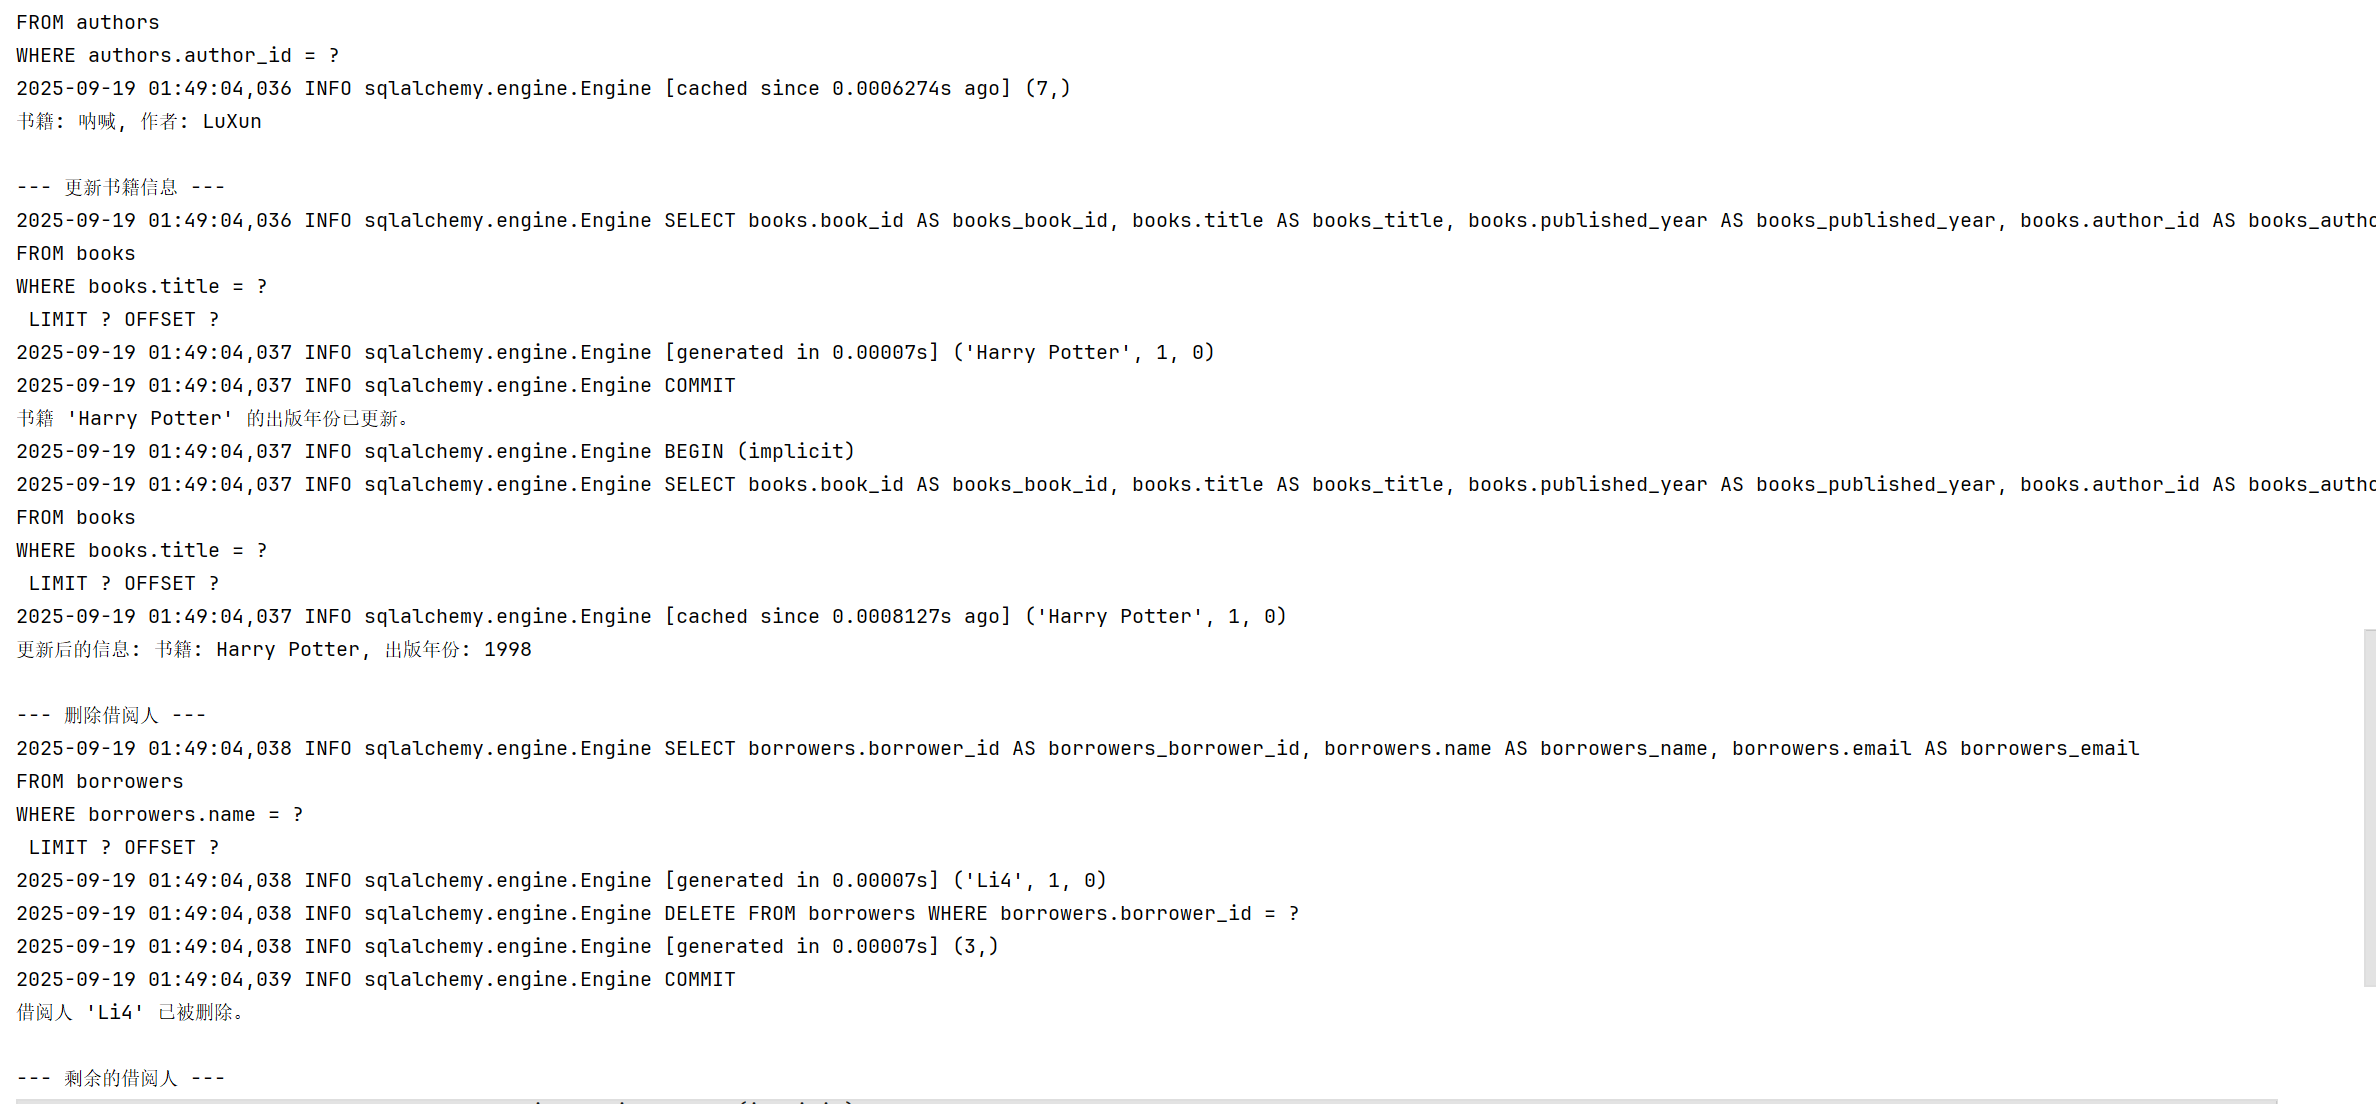 FROM authors
WHERE authors.author_id = ?
2025-09-19 01:49:04,036 INFO sqlalchemy.engine.Engine [cached since 0.0006274s ago] (7,)
书籍: 呐喊, 作者: LuXun
--- 更新书籍信息 ---
2025-09-19 01:49:04,036 INFO sqlalchemy.engine.Engine SELECT books.book_id AS books_book_id, books.title AS books_title, books.published_year AS books_published_year, books.author_id AS books_autho
FROM books
WHERE books.title = ?
 LIMIT ? OFFSET ?
2025-09-19 01:49:04,037 INFO sqlalchemy.engine.Engine [generated in 0.00007s] ('Harry Potter', 1, 0)
2025-09-19 01:49:04,037 INFO sqlalchemy.engine.Engine COMMIT
书籍 'Harry Potter' 的出版年份已更新。
2025-09-19 01:49:04,037 INFO sqlalchemy.engine.Engine BEGIN (implicit)
2025-09-19 01:49:04,037 INFO sqlalchemy.engine.Engine SELECT books.book_id AS books_book_id, books.title AS books_title, books.published_year AS books_published_year, books.author_id AS books_autho
FROM books
WHERE books.title = ?
 LIMIT ? OFFSET ?
2025-09-19 01:49:04,037 INFO sqlalchemy.engine.Engine [cached since 0.0008127s ago] ('Harry Potter', 1, 0)
更新后的信息: 书籍: Harry Potter, 出版年份: 1998
--- 删除借阅人 ---
2025-09-19 01:49:04,038 INFO sqlalchemy.engine.Engine SELECT borrowers.borrower_id AS borrowers_borrower_id, borrowers.name AS borrowers_name, borrowers.email AS borrowers_email
FROM borrowers
WHERE borrowers.name = ?
 LIMIT ? OFFSET ?
2025-09-19 01:49:04,038 INFO sqlalchemy.engine.Engine [generated in 0.00007s] ('Li4', 1, 0)
2025-09-19 01:49:04,038 INFO sqlalchemy.engine.Engine DELETE FROM borrowers WHERE borrowers.borrower_id = ?
2025-09-19 01:49:04,038 INFO sqlalchemy.engine.Engine [generated in 0.00007s] (3,)
2025-09-19 01:49:04,039 INFO sqlalchemy.engine.Engine COMMIT
借阅人 'Li4' 已被删除。
--- 剩余的借阅人 ---